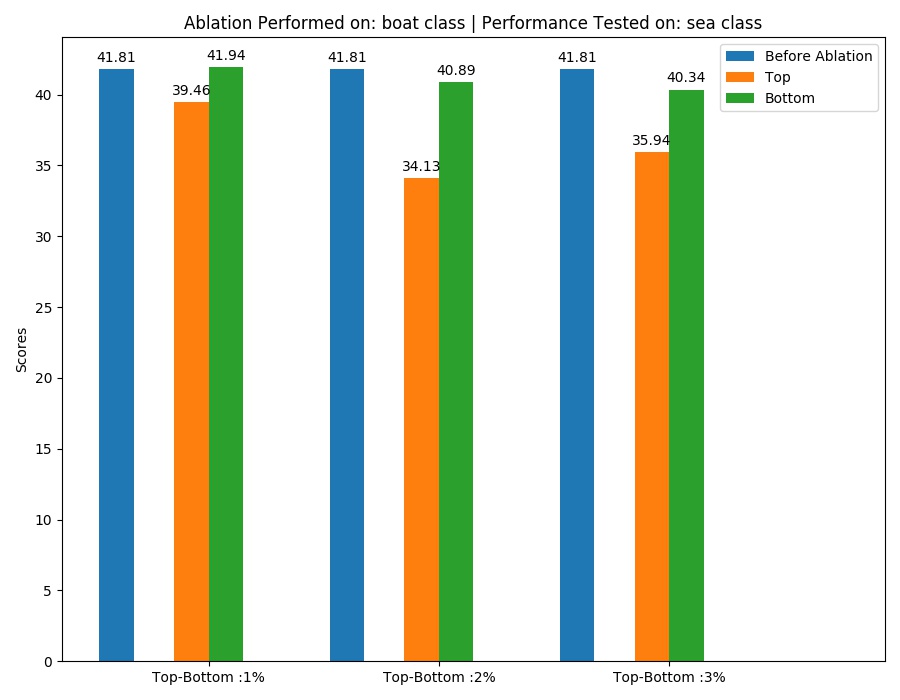 Ablation Performed on: boat class | Performance Tested on: sea class
Before Ablation
Top
Bottom
41.81
39.46
41.94
41.81
34.13
40.89
41.81
35.94
40.34
Scores
40
35
30
25
20
15
10
5
0
Top-Bottom :1%
Top-Bottom :2%
Top-Bottom :3%